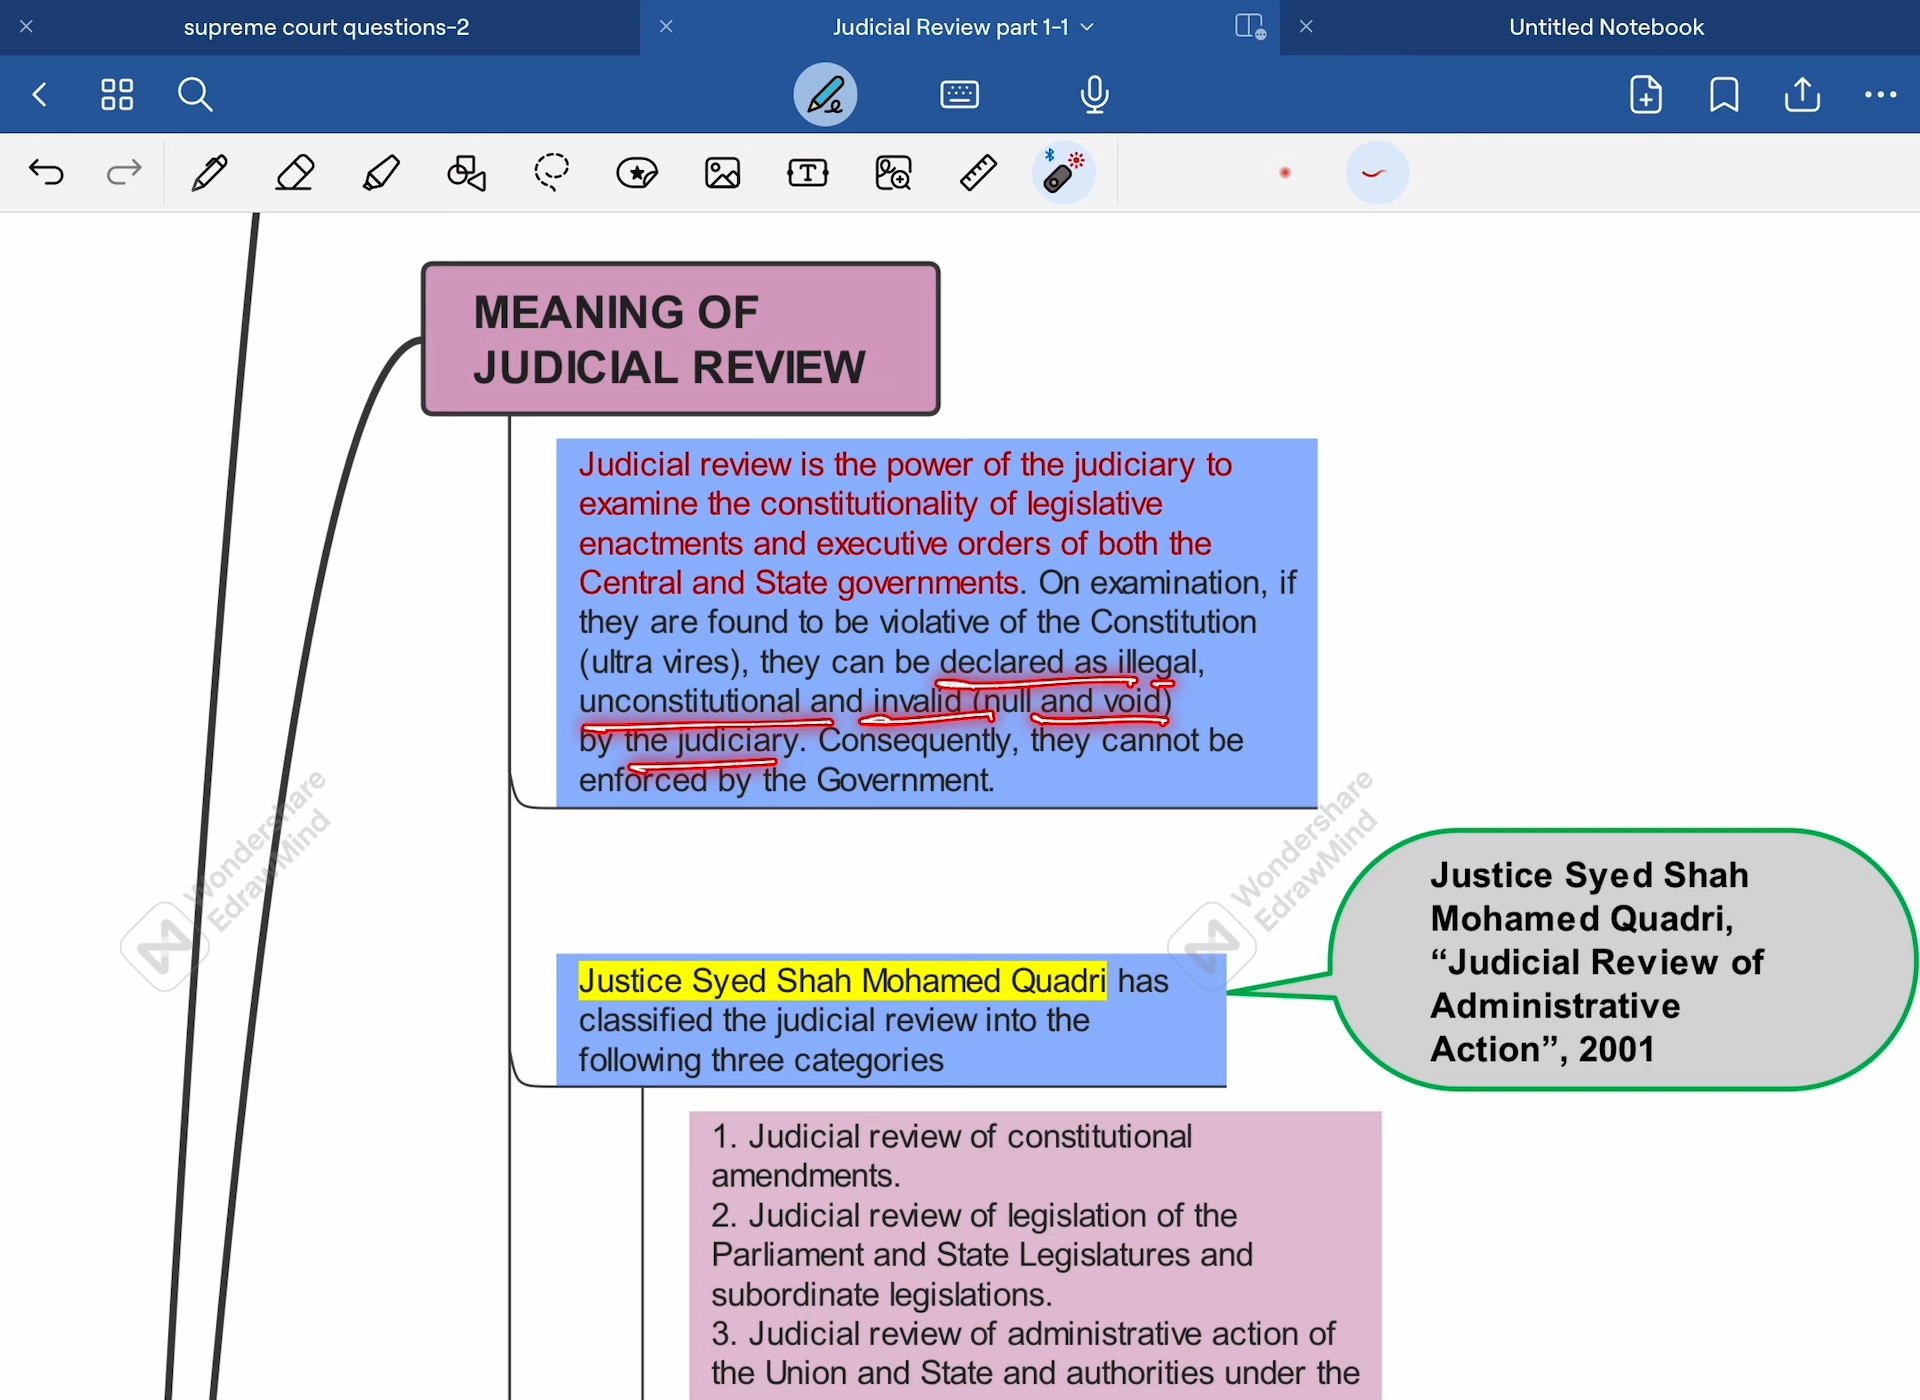 supreme court questions-2
Judicial Review part 1-1
Untitled Notebook
MEANING OF
JUDICIAL REVIEW
Judicial review is the power of the judiciary to
examine the constitutionality of legislative
enactments and executive orders of both the
Central and State governments. On examination, if
they are found to be violative of the Constitution
(ultra vires), they can be declared as illegal,
unconstitutional and invalid (null and void)
by the judiciary. Consequently, they cannot be
enforced by the Government.
Wondershare
EdrawMind
Wondershare
EdrawMind
Justice Syed Shah
Mohamed Quadri,
“Judicial Review of
Administrative
Action”, 2001
Justice Syed Shah Mohamed Quadri has
classified the judicial review into the
following three categories
1. Judicial review of constitutional
amendments.
2. Judicial review of legislation of the
Parliament and State Legislatures and
subordinate legislations.
3. Judicial review of administrative action of
the Union and State and authorities under the